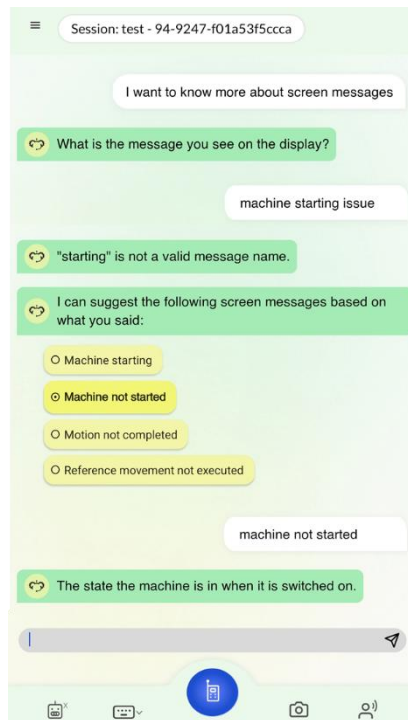 Session: test - 94-9247-f01a53f5ccca
I want to know more about screen messages
What is the message you see on the display?
machine starting issue
"starting" is not a valid message name.
I can suggest the following screen messages based on
what you said:
Machine starting
Machine not started
Motion not completed
Reference movement not executed
machine not started
The state the machine is in when it is switched on.